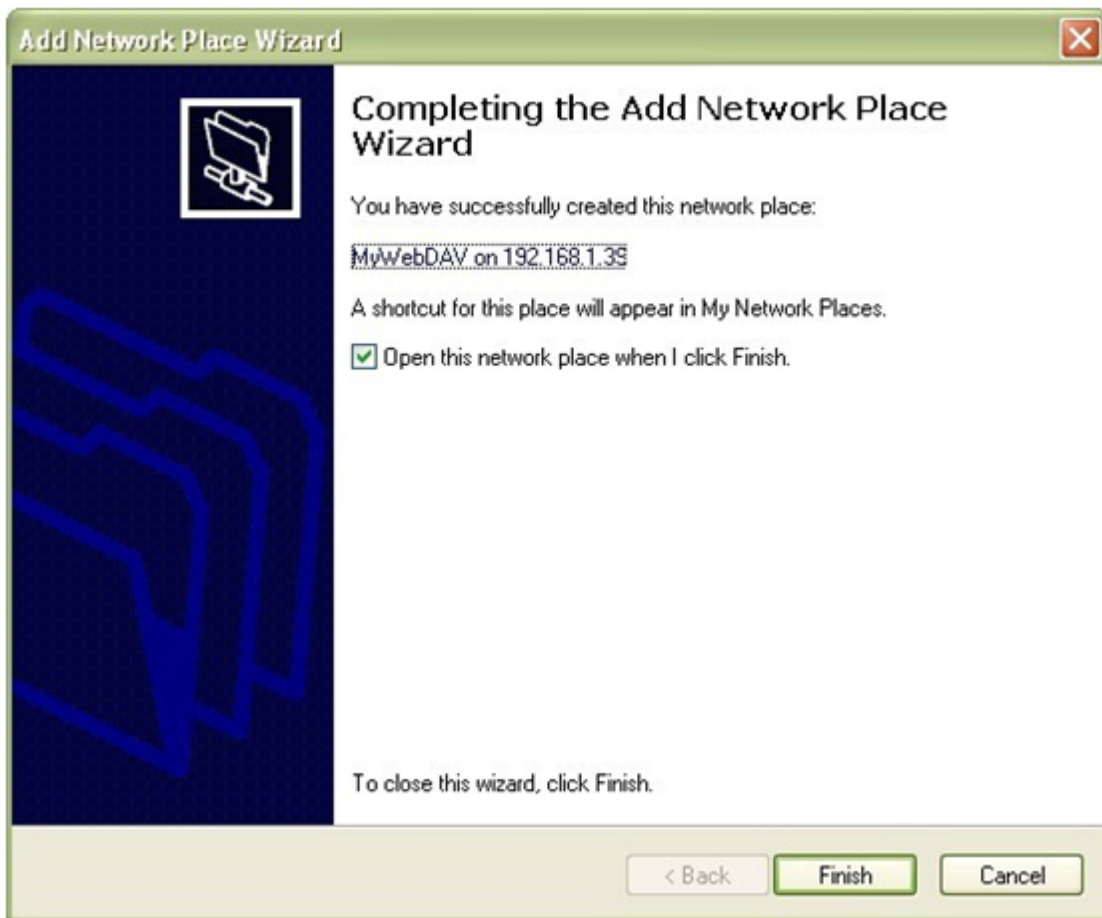 Add Network Place Wizard
Completing the Add Network Place
Wizard
You have successfully created this network place:
MyWebDAV on 192.168.1.39
A shortcut for this place will appear in My Network Places.
Open this network place when I click Finish.
To close this wizard, click Finish.
< Back
Finish
Cancel